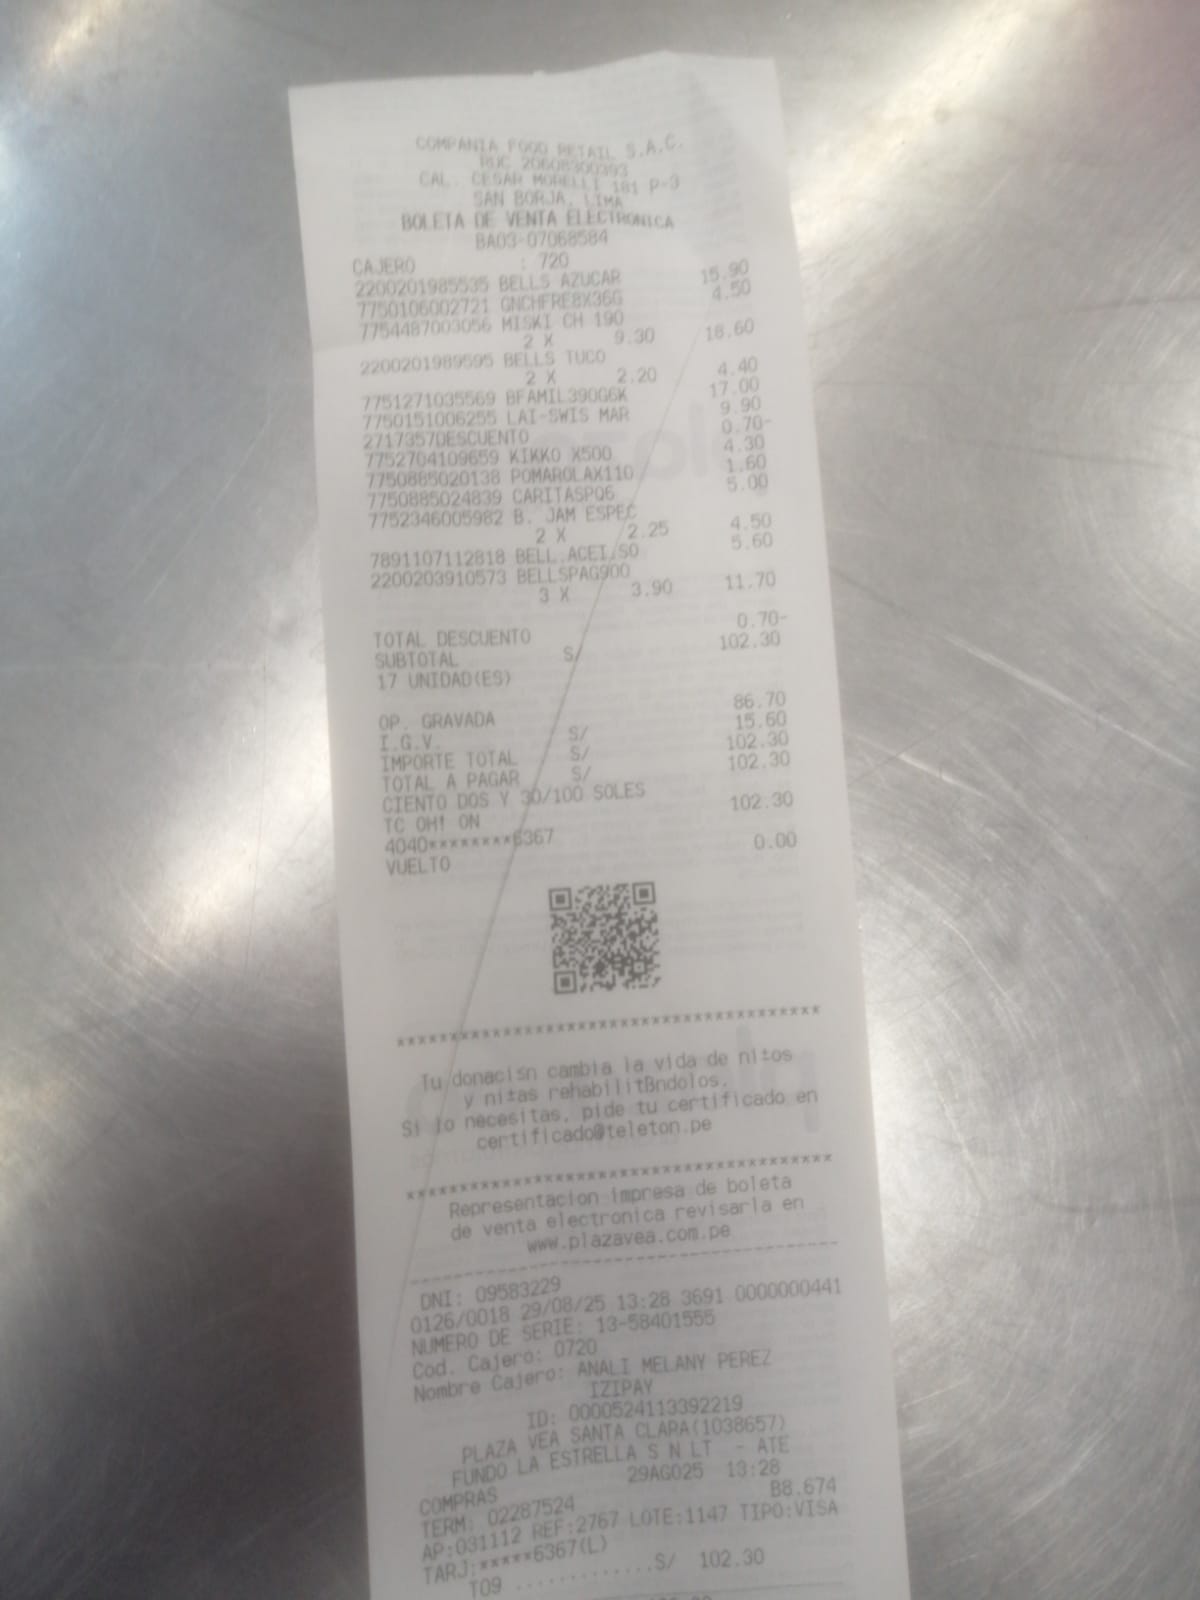 COMPANIA FOOD RETAIL S.A.C.
RUC 20608300393
CAL. CESAR MORELLI 181 P-3
SAN BORJA, LIMA
BOLETA DE VENTA ELECTRONICA
BA03-07068584
CAJERO : 720
2200201985535 BELLS AZUCAR 15.90
7750106002721 GNCHFRE8X36G 4.50
7754487003056 MISKI CH 190
2 X 9.30 18.60
2200201989595 BELLS TUCO
2 X 2.20 4.40
7751271035569 BFAMIL390G6K 17.00
7750151006255 LAI-SWIS MAR 9.90
2717357DESCUENTO 0.70-
7752704109659 KIKKO X500 4.30
7750885020138 POMAROLAX110 1.60
7750885024839 CARITASPQ6 5.00
7752346005982 B. JAM ESPEC
2 X 2.25 4.50
7891107112818 BELL.ACEI.SO 5.60
2200203910573 BELLSPAG900
3 X 3.90 11.70
TOTAL DESCUENTO 0.70-
SUBTOTAL S/ 102.30
17 UNIDAD(ES)
OP. GRAVADA 86.70
I.G.V. S/ 15.60
IMPORTE TOTAL S/ 102.30
TOTAL A PAGAR S/ 102.30
CIENTO DOS Y 30/100 SOLES
TC OH! ON 102.30
4040********6367
VUELTO 0.00
****************************************
Tu donacisn cambia la vida de ni±os
y ni±as rehabilitBndolos.
Si lo necesitas, pide tu certificado en
certificado@teleton.pe
****************************************
Representacion impresa de boleta
de venta electronica revisarla en
www.plazavea.com.pe
----------------------------------------
DNI: 09583229
0126/0018 29/08/25 13:28 3691 0000000441
NUMERO DE SERIE: 13-58401555
Cod. Cajero: 0720
Nombre Cajero: ANALI MELANY PEREZ
IZIPAY
ID: 0000524113392219
PLAZA VEA SANTA CLARA(1038657)
FUNDO LA ESTRELLA S N LT - ATE
29AGO25 13:28
COMPRAS B8.674
TERM: 02287524
AP:031112 REF:2767 LOTE:1147 TIPO:VISA
TARJ:*****6367(L)
T09 .............S/ 102.30